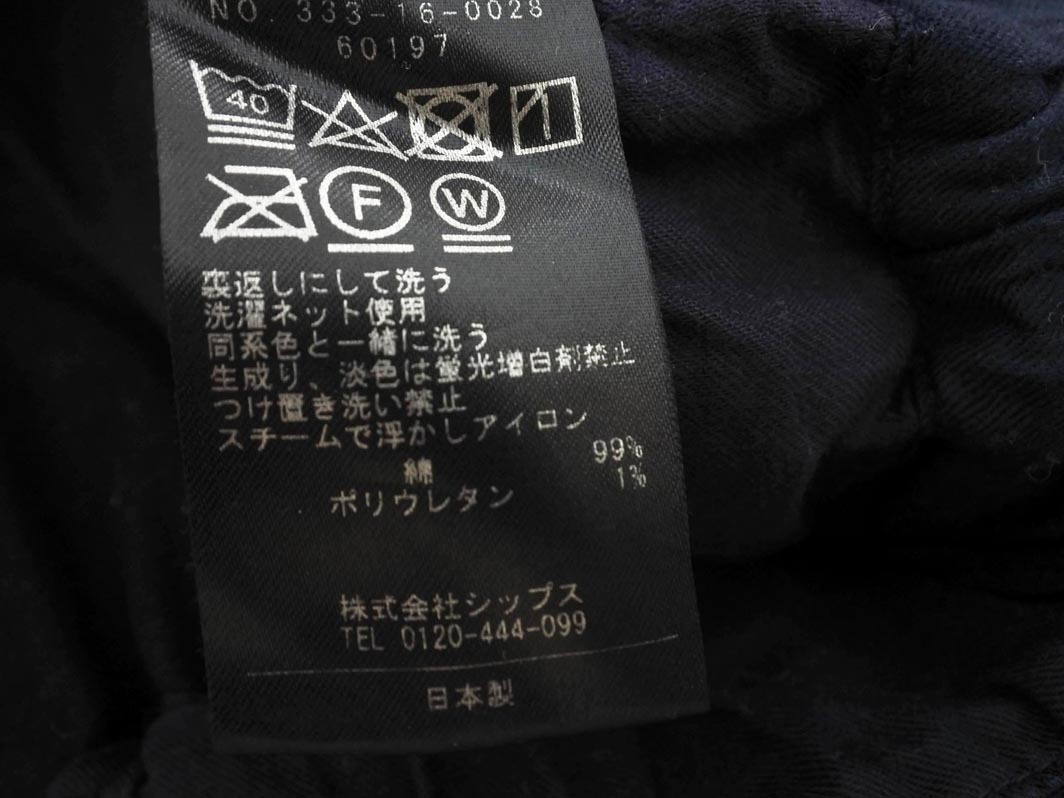 NO. 333-16-0028
60197
40
F W
裏返しにして洗う
洗濯ネット使用
同系色と一緒に洗う
生成り、淡色は蛍光増白剤禁止
つけ置き洗い禁止
スチームで浮かしアイロン
綿 99%
ポリウレタン 1%
株式会社シップス
TEL 0120-444-099
日本製